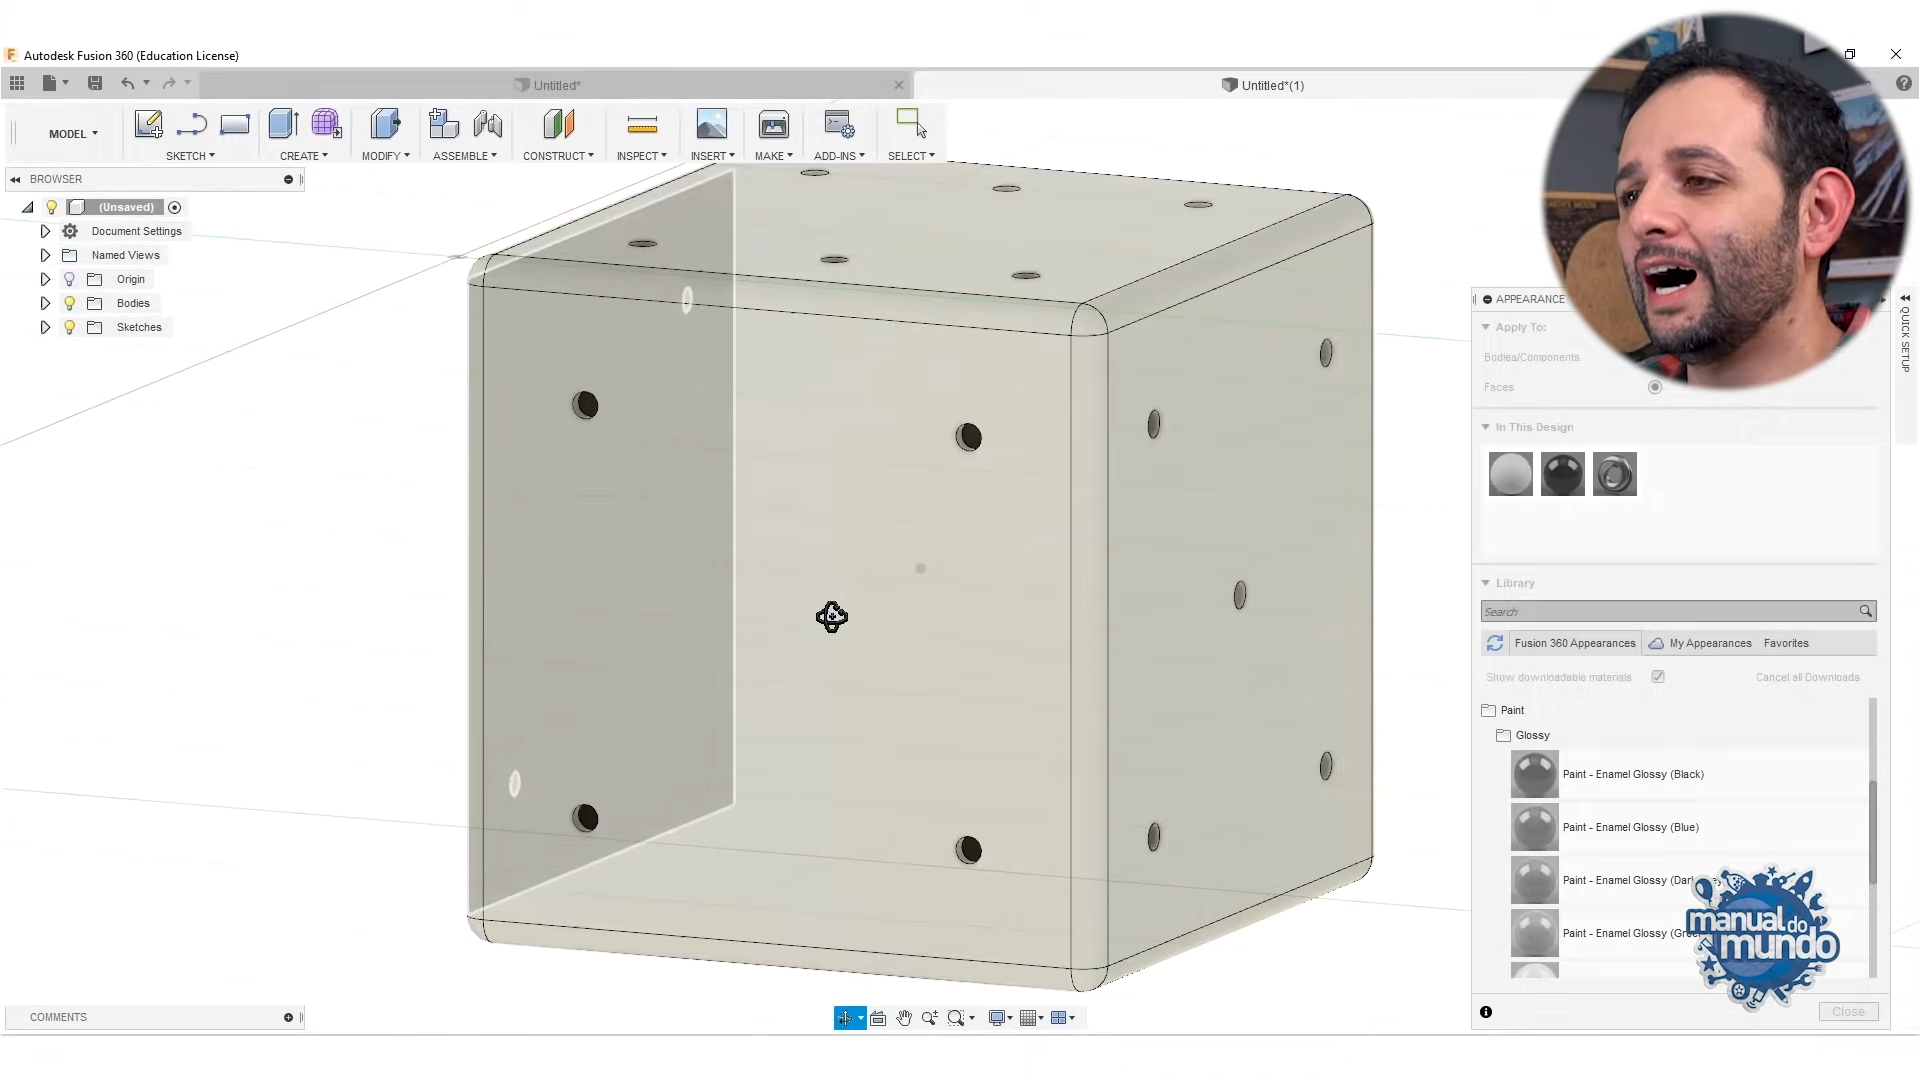 Autodesk Fusion 360 (Education License)
Untitled*
Untitled*(1)
MODEL
SKETCH
CREATE
MODIFY
ASSEMBLE
CONSTRUCT
INSPECT
INSERT
MAKE
ADD-INS
SELECT
BROWSER
(Unsaved)
Document Settings
Named Views
Origin
Bodies
Sketches
APPEARANCE
QUICK SETUP
Apply To:
Bodies/Components
Faces
In This Design
Library
Search
Fusion 360 Appearances
My Appearances
Favorites
Show downloadable materials
Cancel all Downloads
Paint
Glossy
Paint - Enamel Glossy (Black)
Paint - Enamel Glossy (Blue)
Paint - Enamel Glossy
Paint - Enamel Glossy
manual do
mundo
COMMENTS
Close